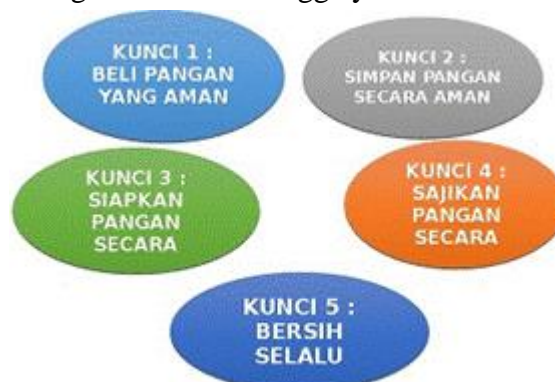 KUNCI 1 :
BELI PANGAN
YANG AMAN
KUNCI 2 :
SIMPAN PANGAN
SECARA AMAN
KUNCI 3 :
SIAPKAN
PANGAN
SECARA
KUNCI 4 :
SAJIKAN
PANGAN
SECARA
KUNCI 5 :
BERSIH
SELALU